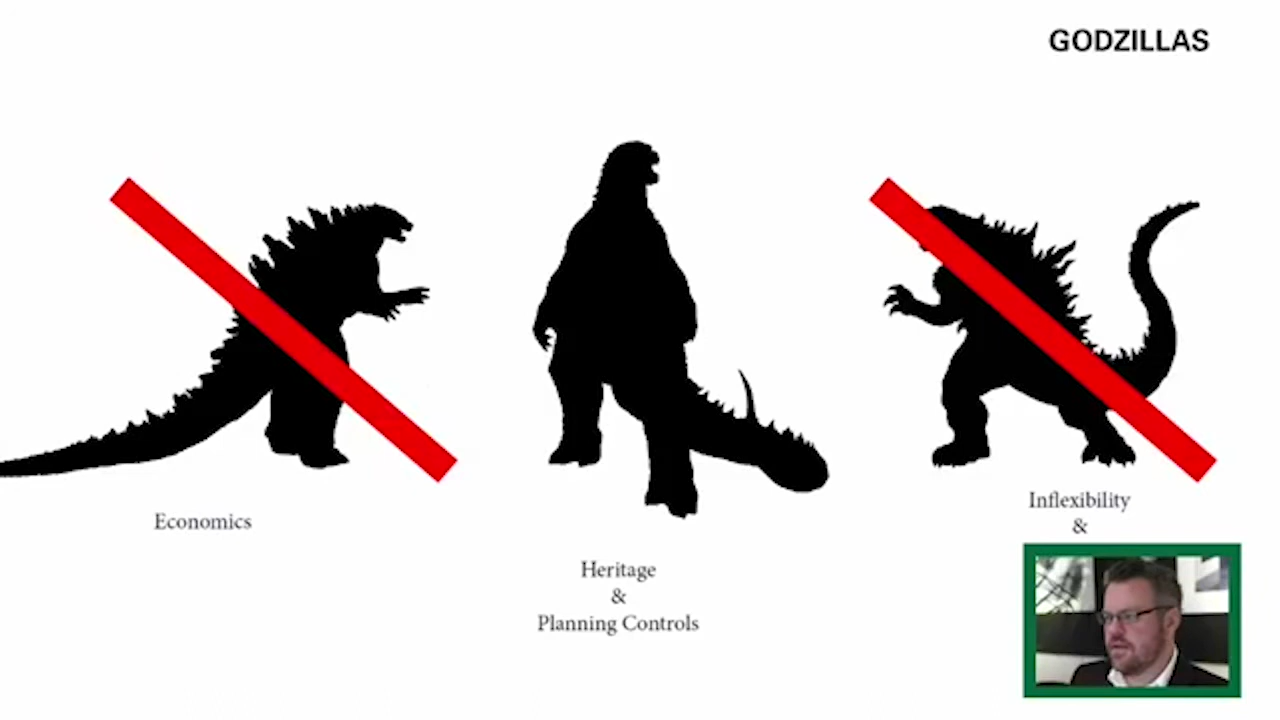 GODZILLAS
Economics
Heritage
&
Planning Controls
Inflexibility
&